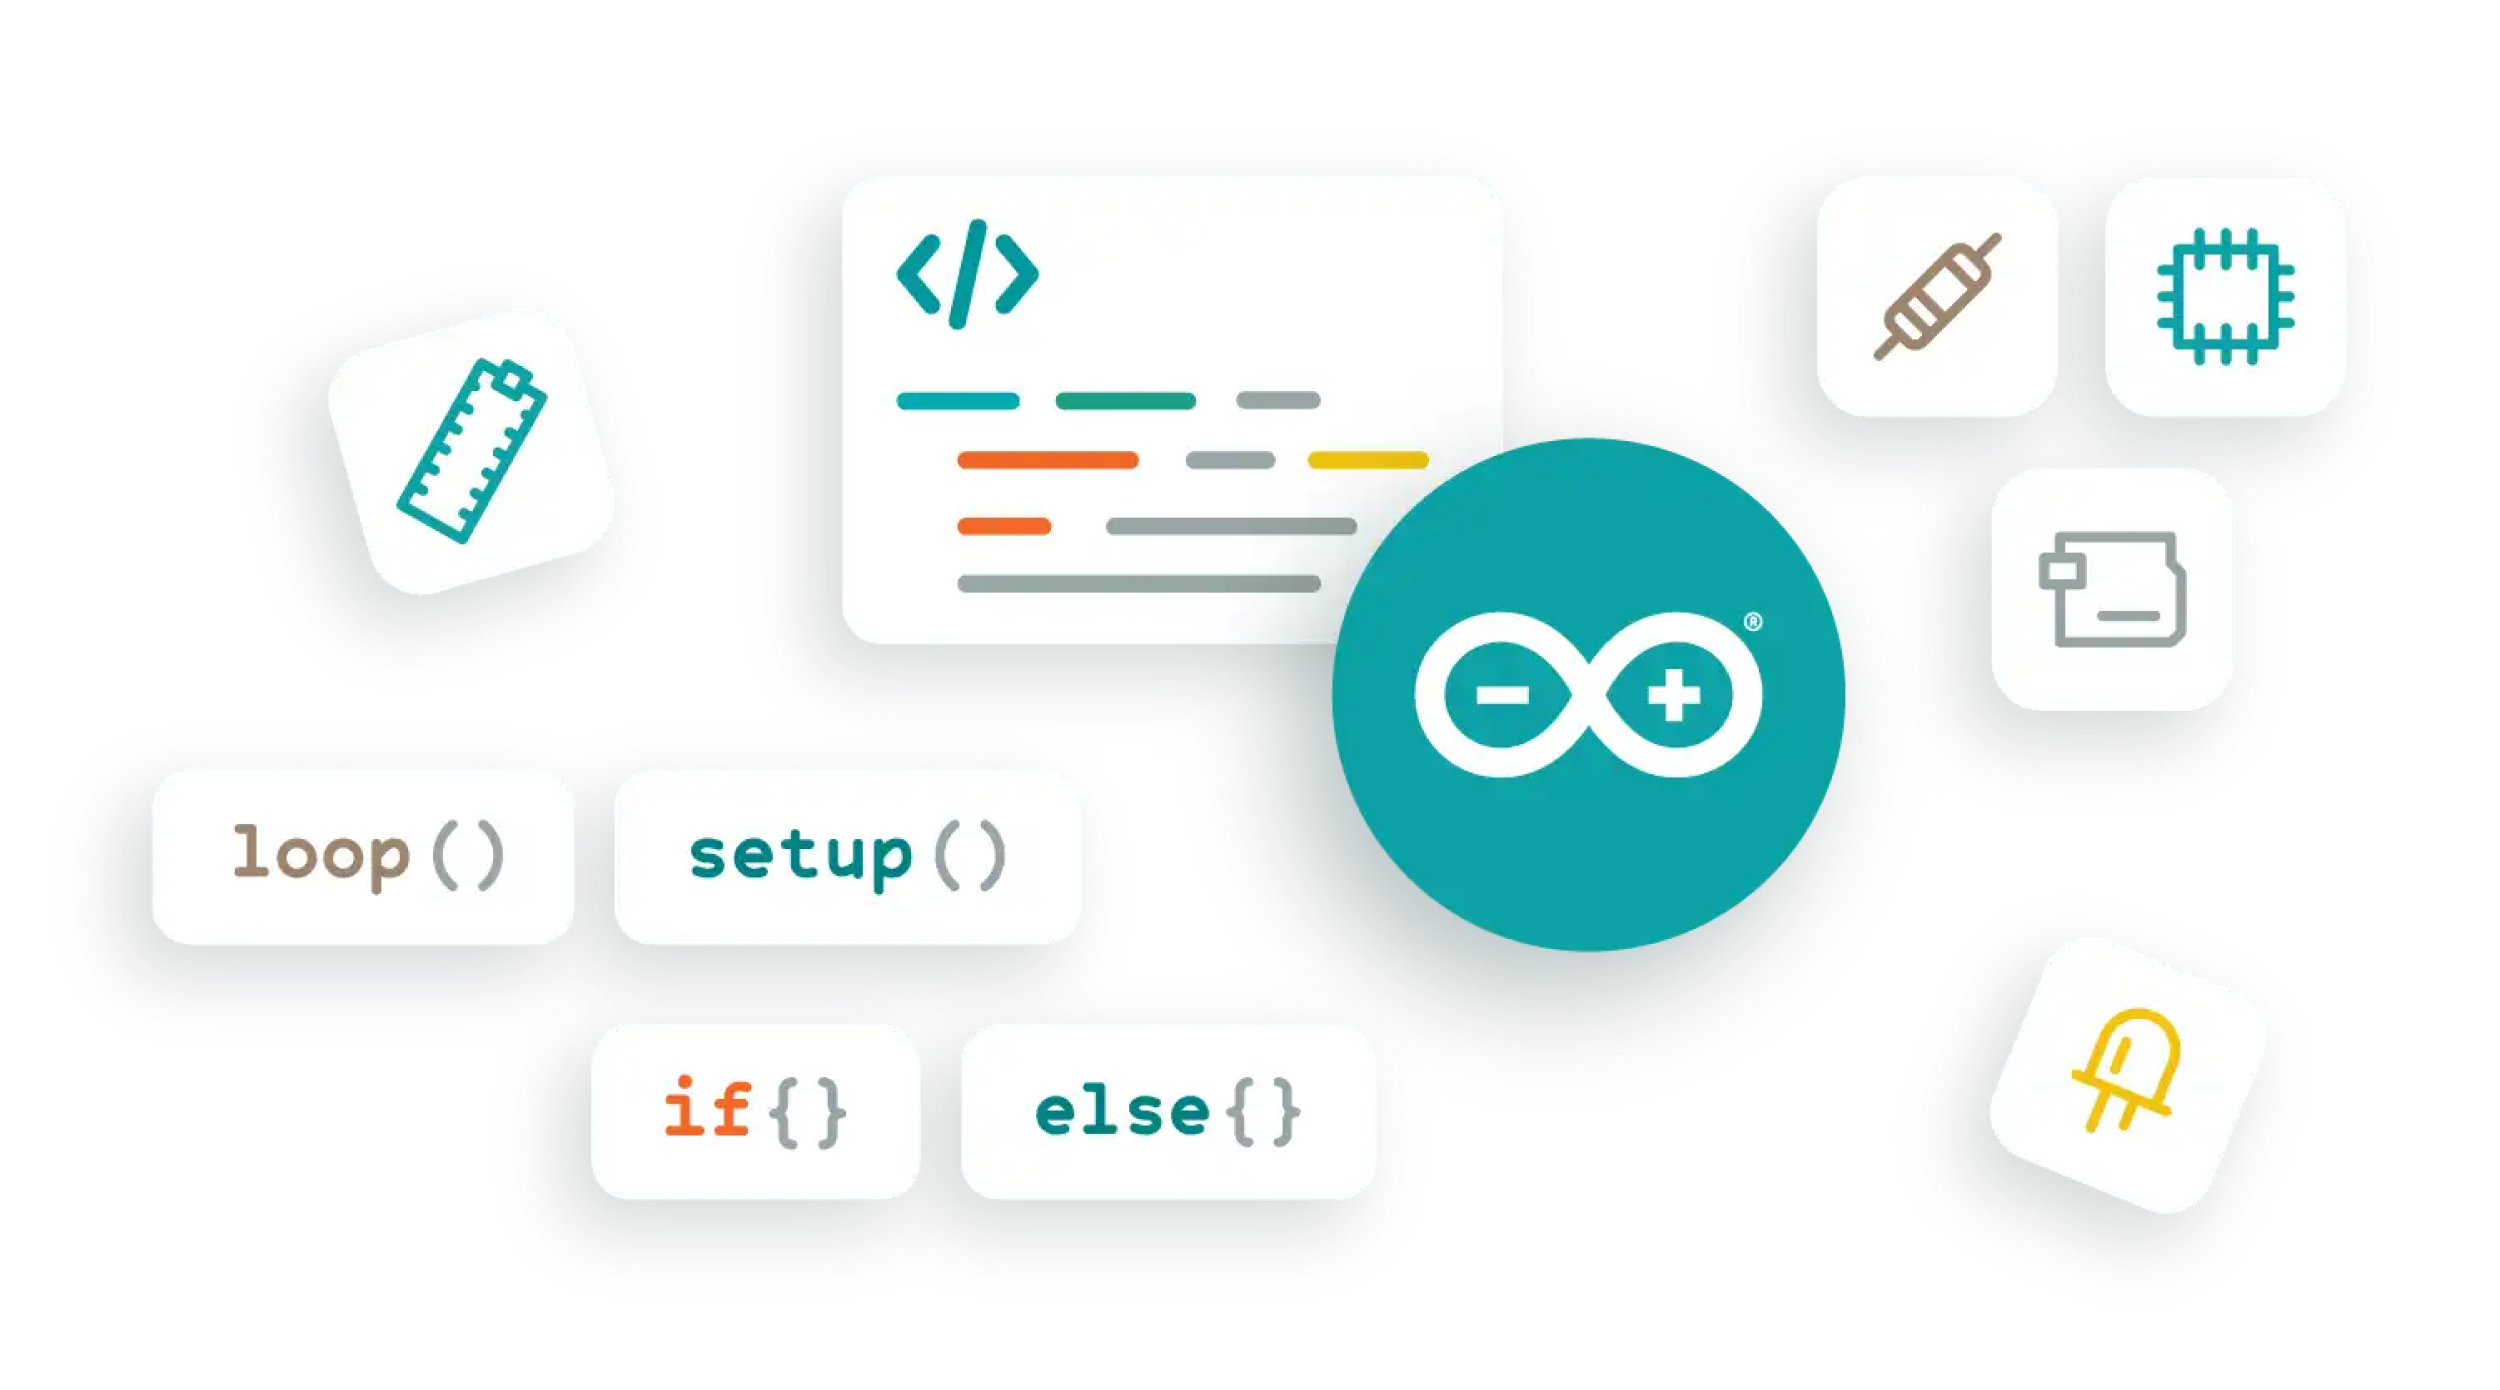 </>
®
loop()
setup()
if{}
else{}